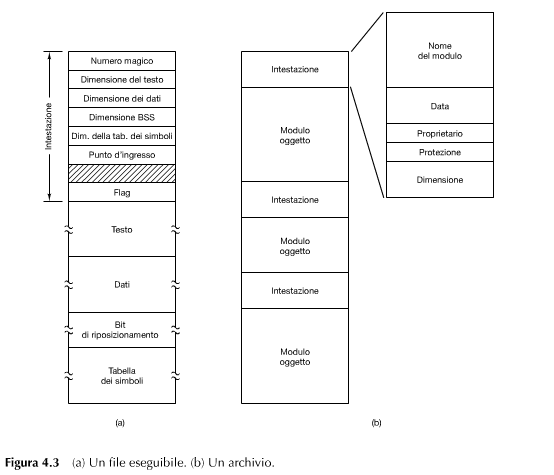 Numero magico
Dimensione del testo
Dimensione dei dati
Dimensione BSS
Dim. della tab. dei simboli
Punto d'ingresso
Flag
Intestazione
Testo
Dati
Bit
di riposizionamento
Tabella
dei simboli
(a)
Intestazione
Modulo
oggetto
Intestazione
Modulo
oggetto
Intestazione
Modulo
oggetto
(b)
Nome
del modulo
Data
Proprietario
Protezione
Dimensione
Figura 4.3 (a) Un file eseguibile. (b) Un archivio.